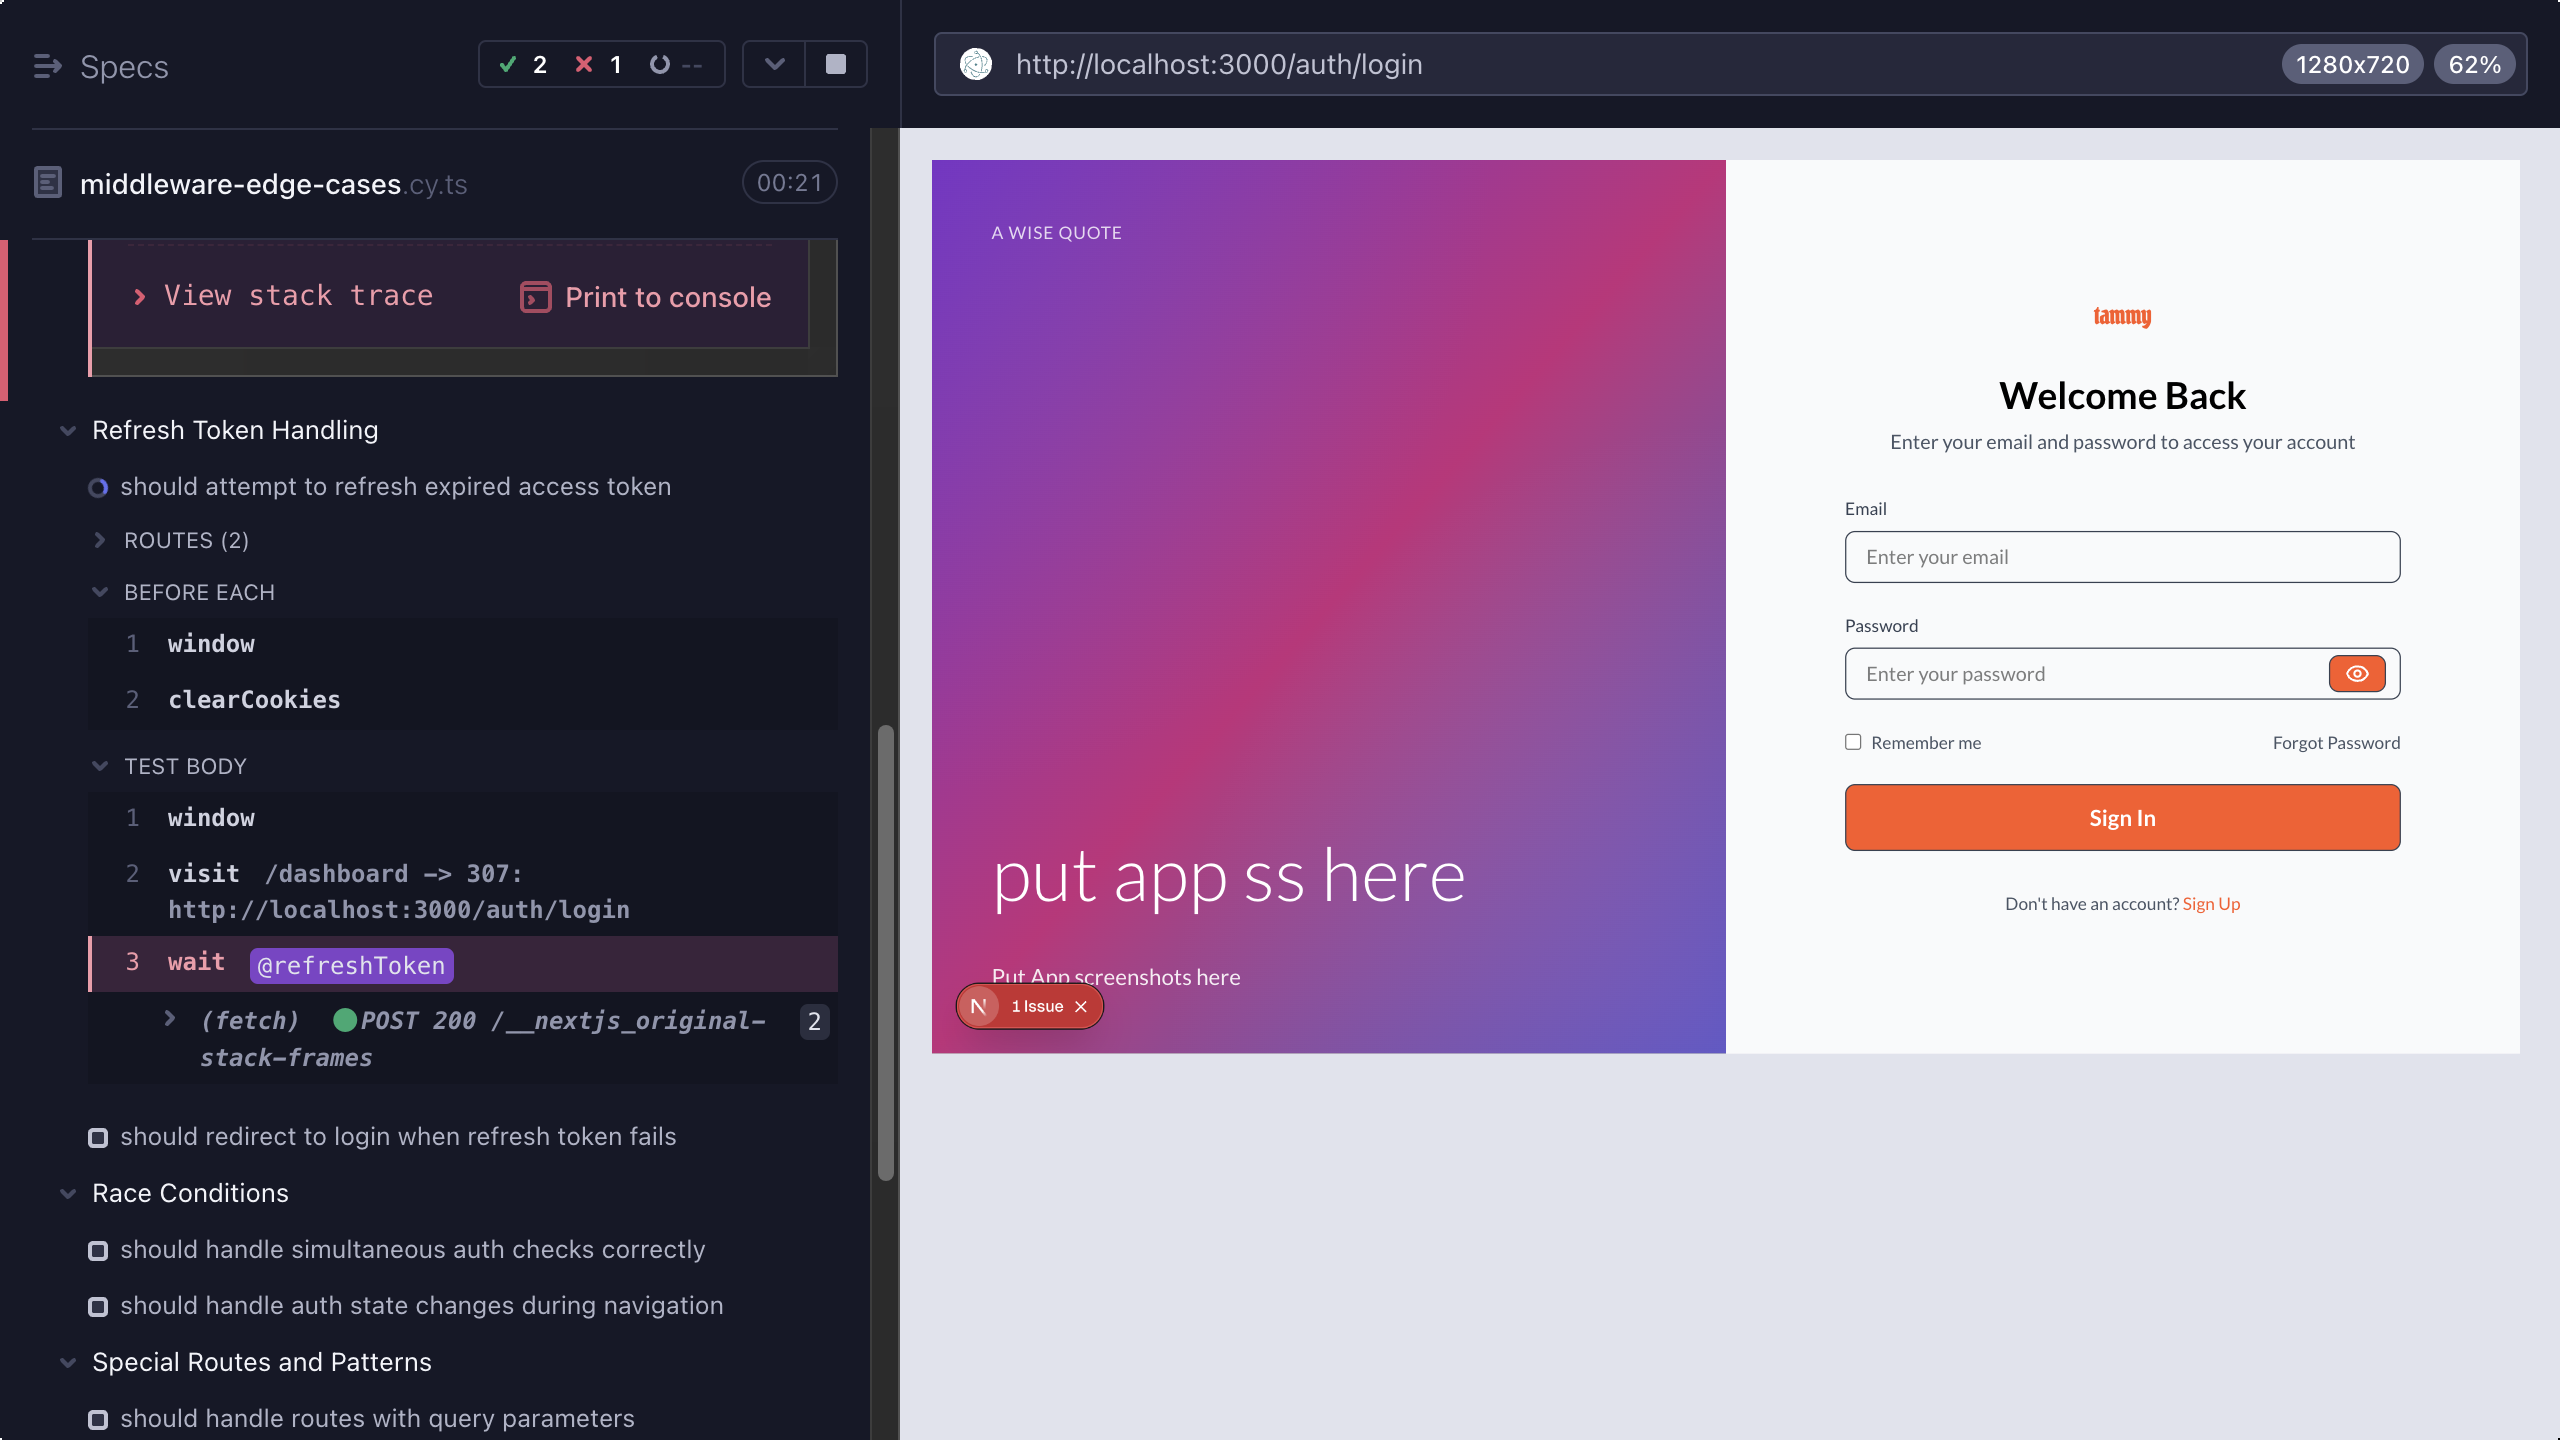 Specs
2
1
--
middleware-edge-cases.cy.ts
00:21
View stack trace
Print to console
Refresh Token Handling
should attempt to refresh expired access token
ROUTES (2)
BEFORE EACH
1 window
2 clearCookies
TEST BODY
1 window
2 visit /dashboard -> 307:
http://localhost:3000/auth/login
3 wait @refreshToken
(fetch) POST 200 /__nextjs_original-
stack-frames
2
should redirect to login when refresh token fails
Race Conditions
should handle simultaneous auth checks correctly
should handle auth state changes during navigation
Special Routes and Patterns
should handle routes with query parameters
http://localhost:3000/auth/login
1280x720
62%
A WISE QUOTE
put app ss here
Put App screenshots here
N 1 Issue
tammy
Welcome Back
Enter your email and password to access your account
Email
Enter your email
Password
Enter your password
Remember me
Forgot Password
Sign In
Don't have an account? Sign Up